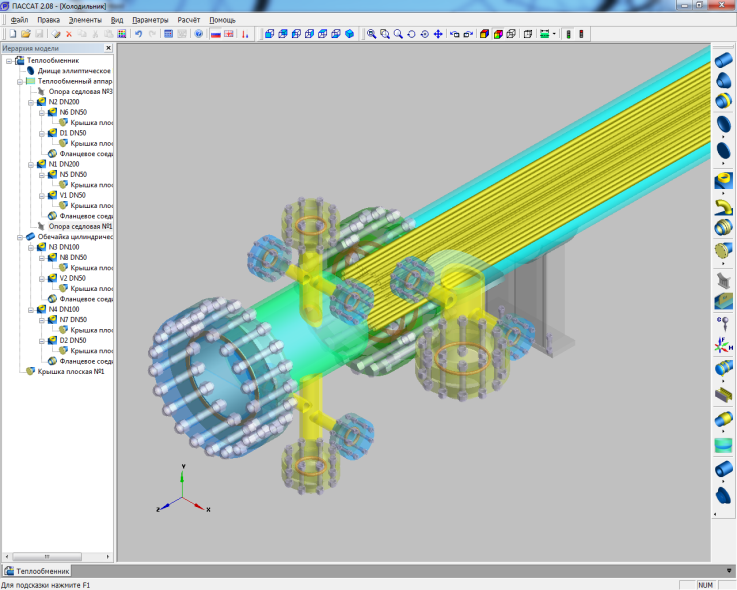 ПАССАТ 2.08 - [Холодильник]
Файл Правка Элементы Вид Параметры Расчёт Помощь
Иерархия модели
Теплообменник
Днище эллиптическое
Теплообменный аппар
Опора седловая №3
N2 DN200
N6 DN50
Крышка плос
D1 DN50
Крышка плос
Фланцевое соед
N1 DN200
N5 DN50
Крышка плос
V1 DN50
Крышка плос
Фланцевое соед
Опора седловая №1
Обечайка цилиндричес
N3 DN100
N8 DN50
Крышка плос
V2 DN50
Крышка плос
Фланцевое соед
N4 DN100
N7 DN50
Крышка плос
D2 DN50
Крышка плос
Фланцевое соед
Крышка плоская №1
Y
Z
X
Теплообменник
Для подсказки нажмите F1
NUM